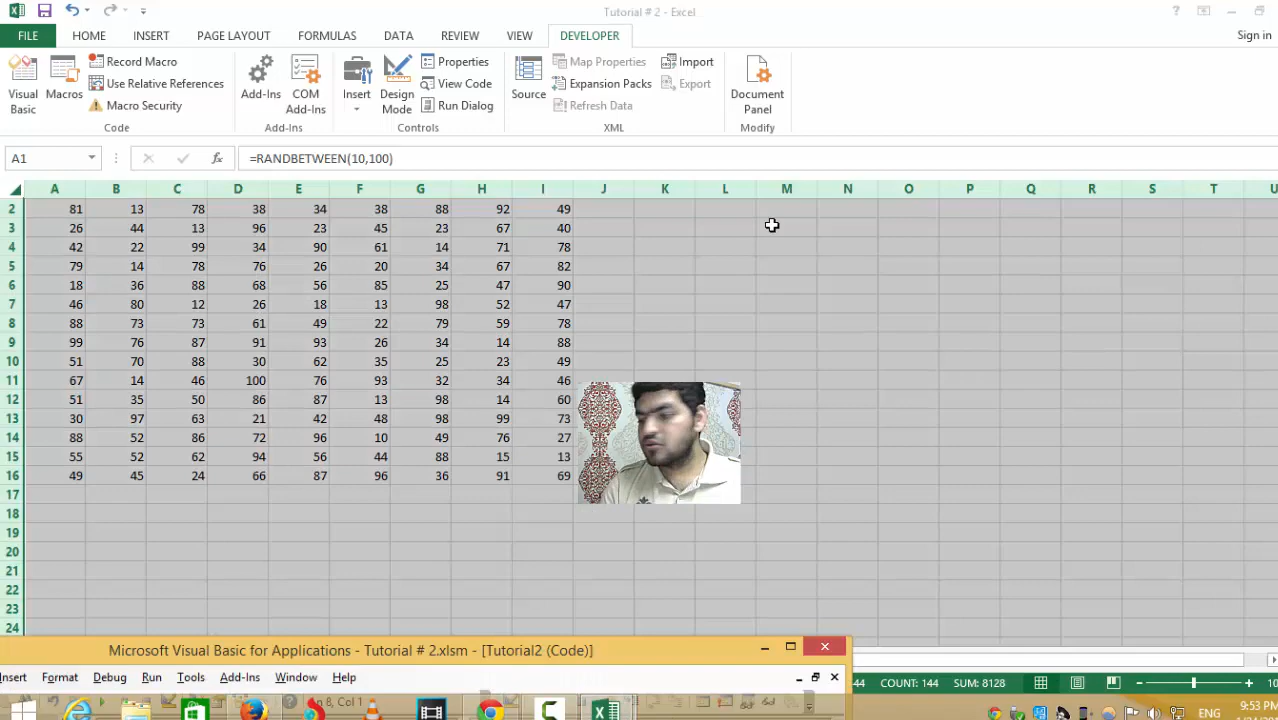 Tutorial # 2 - Excel
FILE HOME INSERT PAGE LAYOUT FORMULAS DATA REVIEW VIEW DEVELOPER Sign in
Visual Basic
Macros
Record Macro
Use Relative References
Macro Security
Code
Add-Ins
COM Add-Ins
Add-Ins
Insert
Design Mode
Properties
View Code
Run Dialog
Controls
Source
Map Properties
Expansion Packs
Refresh Data
Import
Export
XML
Document Panel
Modify
A1 fx =RANDBETWEEN(10,100)
A B C D E F G H I J K L M N O P Q R S T U
2 81 13 78 38 34 38 88 92 49
3 26 44 13 96 23 45 23 67 40
4 42 22 99 34 90 61 14 71 78
5 79 14 78 76 26 20 34 67 82
6 18 36 88 68 56 85 25 47 90
7 46 80 12 26 18 13 98 52 47
8 88 73 73 61 49 22 79 59 78
9 99 76 87 91 93 26 34 14 88
10 51 70 88 30 62 35 25 23 49
11 67 14 46 100 76 93 32 34 46
12 51 35 50 86 87 13 98 14 60
13 30 97 63 21 42 48 98 99 73
14 88 52 86 72 96 10 49 76 27
15 55 52 62 94 56 44 88 15 13
16 49 45 24 66 87 96 36 91 69
17
18
19
20
21
22
23
24
Microsoft Visual Basic for Applications - Tutorial # 2.xlsm - [Tutorial2 (Code)]
nsert Format Debug Run Tools Add-Ins Window Help
44 COUNT: 144 SUM: 8128 10
n 8, Col 1
ENG
9:53 PM